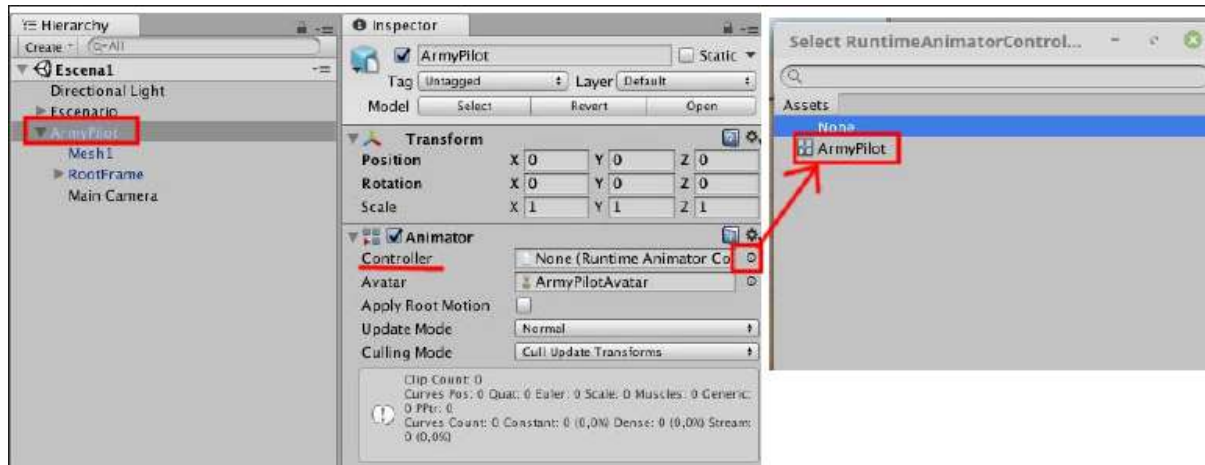 Hierarchy
Create
All
Escena1
Directional Light
Escenario
ArmyPilot
Mesh1
RootFrame
Main Camera
Inspector
ArmyPilot Static
Tag Untagged Layer Default
Model Select Revert Open
Transform
Position X 0 Y 0 Z 0
Rotation X 0 Y 0 Z 0
Scale X 1 Y 1 Z 1
Animator
Controller None (Runtime Animator Co
Avatar ArmyPilotAvatar
Apply Root Motion
Update Mode Normal
Culling Mode Cull Update Transforms
Clip Count: 0
Curves Pos: 0 Quat: 0 Euler: 0 Scale: 0 Muscles: 0 Generic:
0 PPtr: 0
Curves Count: 0 Constant: 0 (0,0%) Dense: 0 (0,0%) Stream:
0 (0,0%)
Select RuntimeAnimatorControl...
Assets
None
ArmyPilot